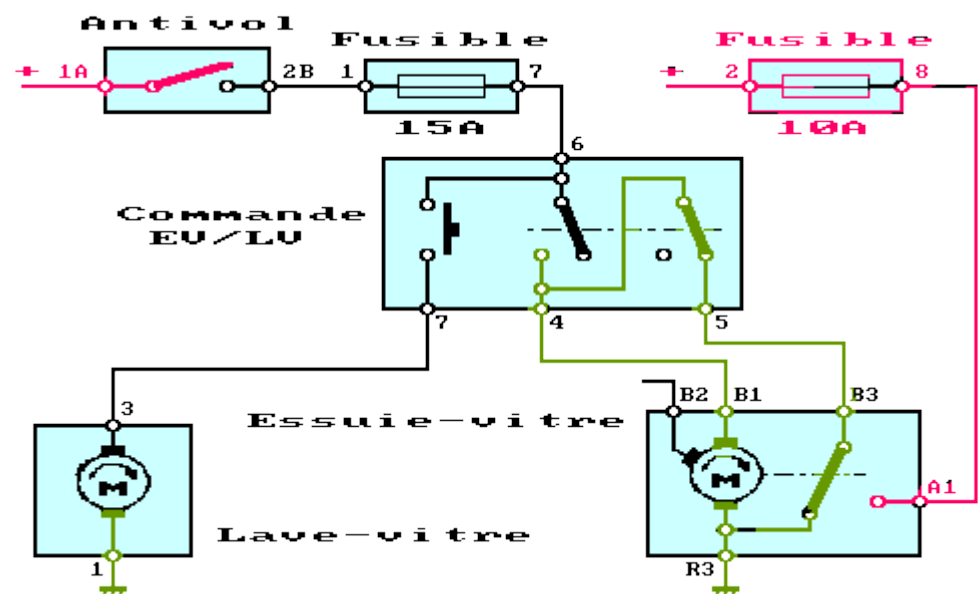 Antivol
Fusible
Fusible
+ 1A
2B
1
7
+ 2
8
15A
10A
6
Commande
EV/LV
7
4
5
3
Essuie-vitre
B2
B1
B3
M
M
A1
Lave-vitre
1
R3